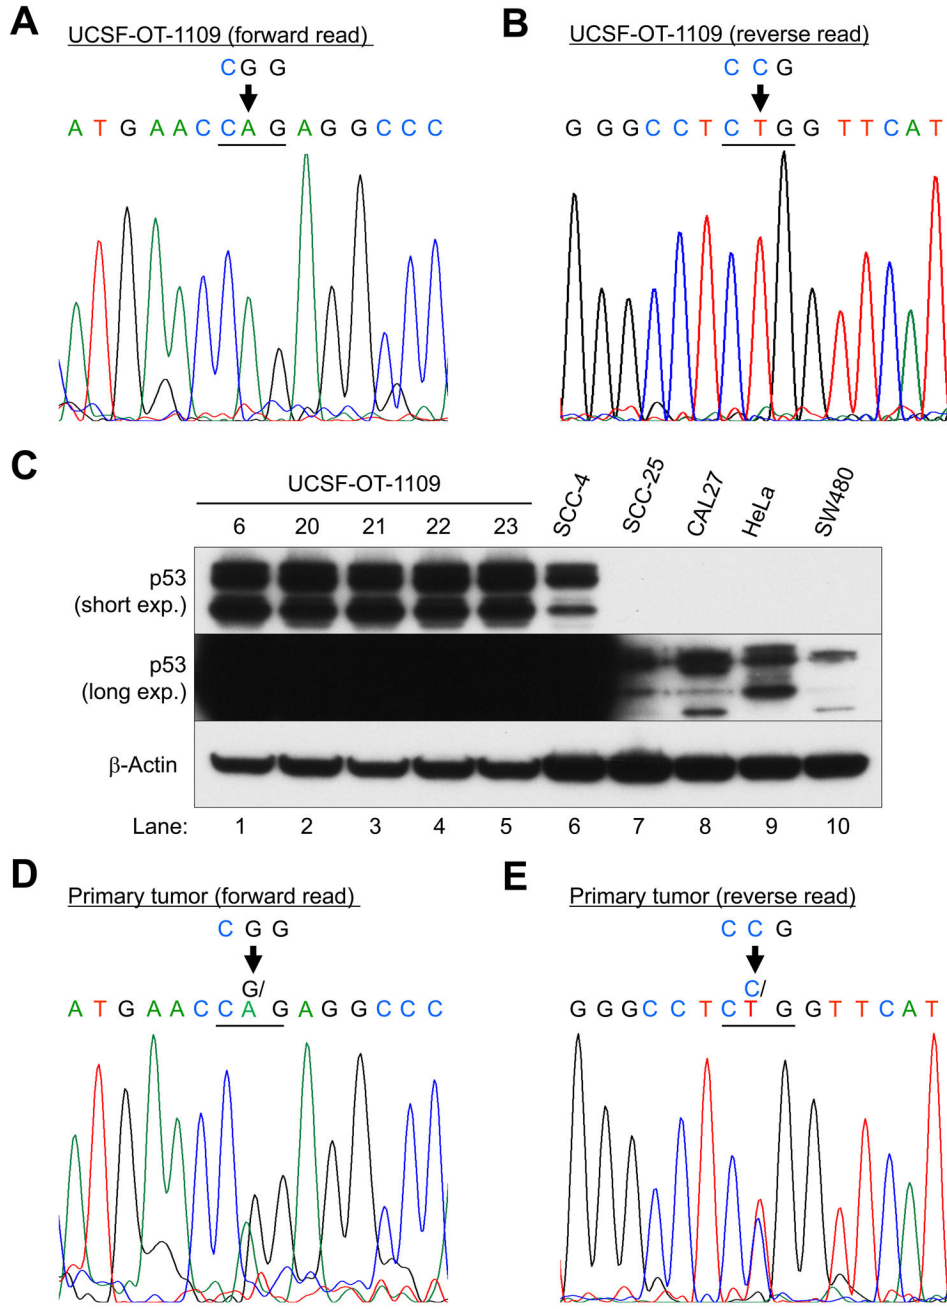 A
UCSF-OT-1109 (forward read)
C G G
A T G A A C C A G A G G C C C
B
UCSF-OT-1109 (reverse read)
C C G
G G G C C T C T G G T T C A T
C
UCSF-OT-1109
6 20 21 22 23 SCC-4 SCC-25 CAL27 HeLa SW480
p53
(short exp.)
p53
(long exp.)
β-Actin
Lane: 1 2 3 4 5 6 7 8 9 10
D
Primary tumor (forward read)
C G G
G/
A T G A A C C A G A G G C C C
E
Primary tumor (reverse read)
C C G
C/
G G G C C T C T G G T T C A T